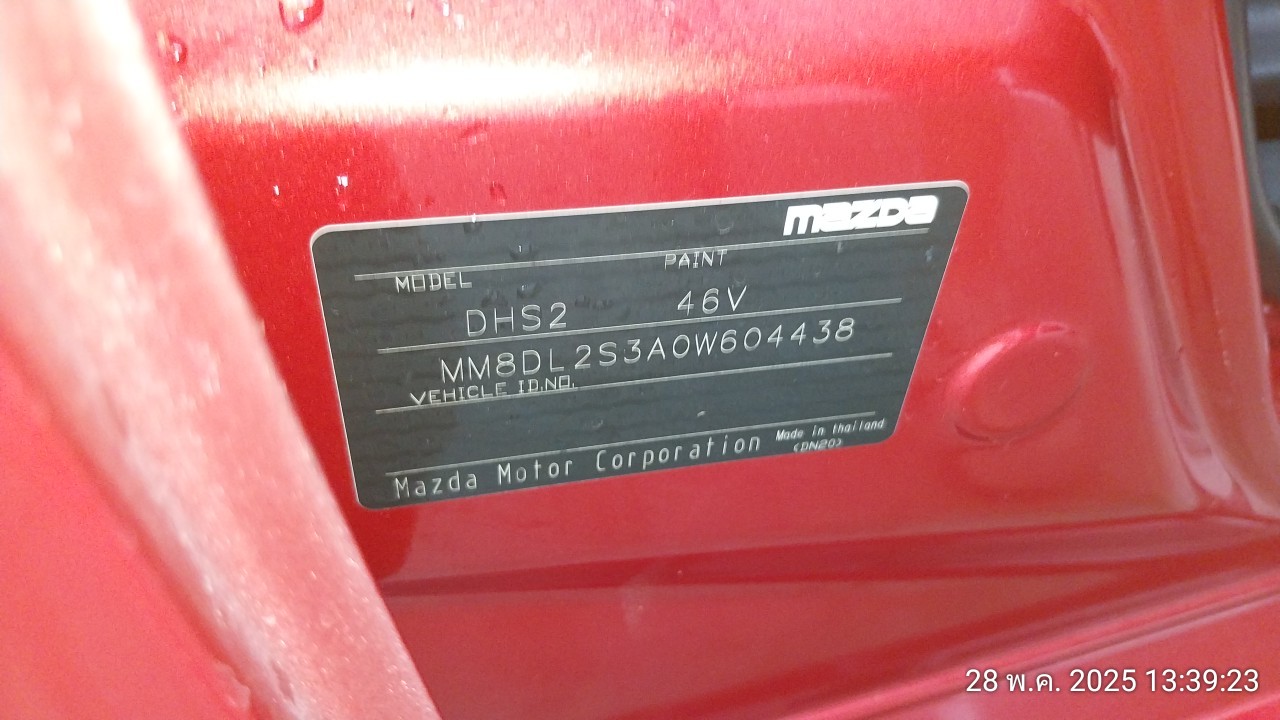 mazda
MODEL PAINT
DHS2 46V
MM8DL2S3A0W604438
VEHICLE ID.NO.
Mazda Motor Corporation Made in thailand
(DN20)
28 พ.ค. 2025 13:39:23